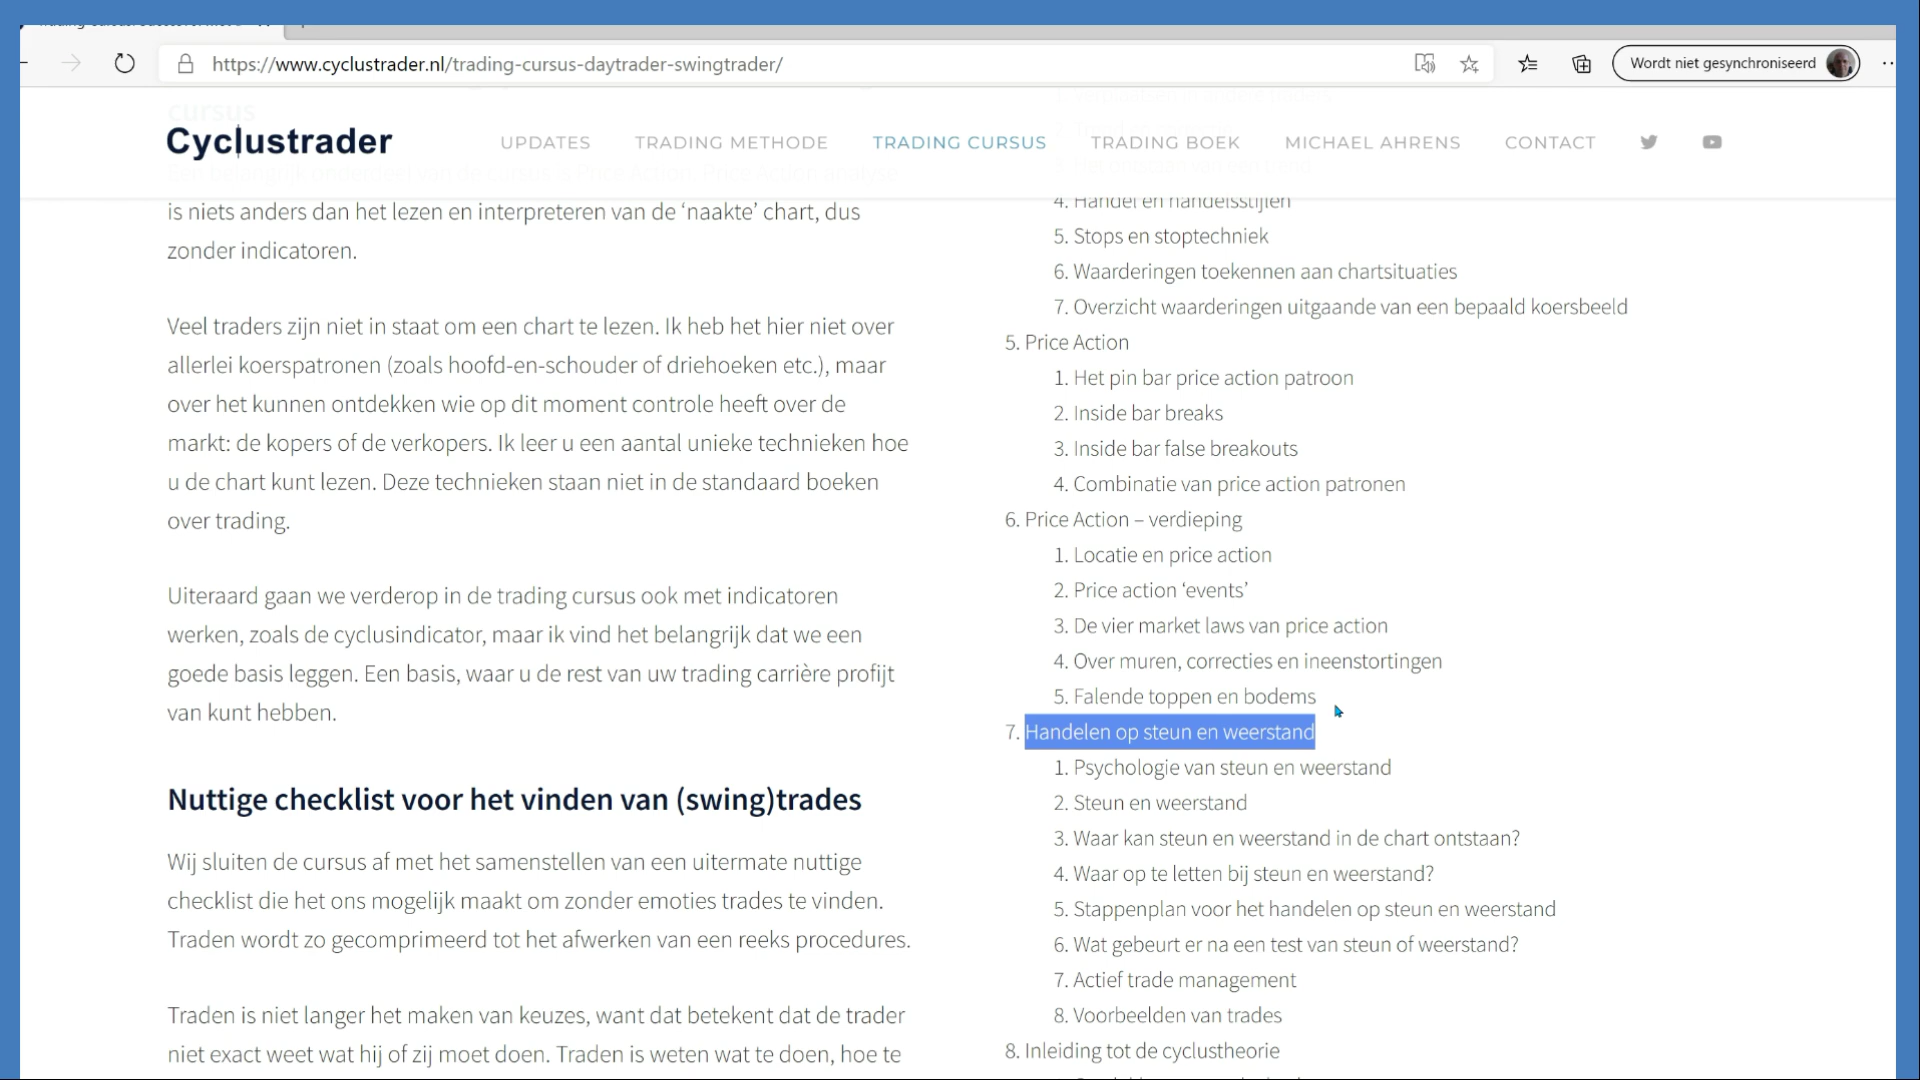 https://www.cyclustrader.nl/trading-cursus-daytrader-swingtrader/
Wordt niet gesynchroniseerd
cursus
Cyclustrader
UPDATES
TRADING METHODE
TRADING CURSUS
TRADING BOEK
MICHAEL AHRENS
CONTACT
is niets anders dan het lezen en interpreteren van de ‘naakte’ chart, dus
zonder indicatoren.
Veel traders zijn niet in staat om een chart te lezen. Ik heb het hier niet over
allerlei koerspatronen (zoals hoofd-en-schouder of driehoeken etc.), maar
over het kunnen ontdekken wie op dit moment controle heeft over de
markt: de kopers of de verkopers. Ik leer u een aantal unieke technieken hoe
u de chart kunt lezen. Deze technieken staan niet in de standaard boeken
over trading.
Uiteraard gaan we verderop in de trading cursus ook met indicatoren
werken, zoals de cyclusindicator, maar ik vind het belangrijk dat we een
goede basis leggen. Een basis, waar u de rest van uw trading carrière profijt
van kunt hebben.
Nuttige checklist voor het vinden van (swing)trades
Wij sluiten de cursus af met het samenstellen van een uitermate nuttige
checklist die het ons mogelijk maakt om zonder emoties trades te vinden.
Traden wordt zo gecomprimeerd tot het afwerken van een reeks procedures.
Traden is niet langer het maken van keuzes, want dat betekent dat de trader
niet exact weet wat hij of zij moet doen. Traden is weten wat te doen, hoe te
4. Handel en handelsstijlen
5. Stops en stoptechniek
6. Waarderingen toekennen aan chartsituaties
7. Overzicht waarderingen uitgaande van een bepaald koersbeeld
5. Price Action
1. Het pin bar price action patroon
2. Inside bar breaks
3. Inside bar false breakouts
4. Combinatie van price action patronen
6. Price Action – verdieping
1. Locatie en price action
2. Price action ‘events’
3. De vier market laws van price action
4. Over muren, correcties en ineenstortingen
5. Falende toppen en bodems
7. Handelen op steun en weerstand
1. Psychologie van steun en weerstand
2. Steun en weerstand
3. Waar kan steun en weerstand in de chart ontstaan?
4. Waar op te letten bij steun en weerstand?
5. Stappenplan voor het handelen op steun en weerstand
6. Wat gebeurt er na een test van steun of weerstand?
7. Actief trade management
8. Voorbeelden van trades
8. Inleiding tot de cyclustheorie